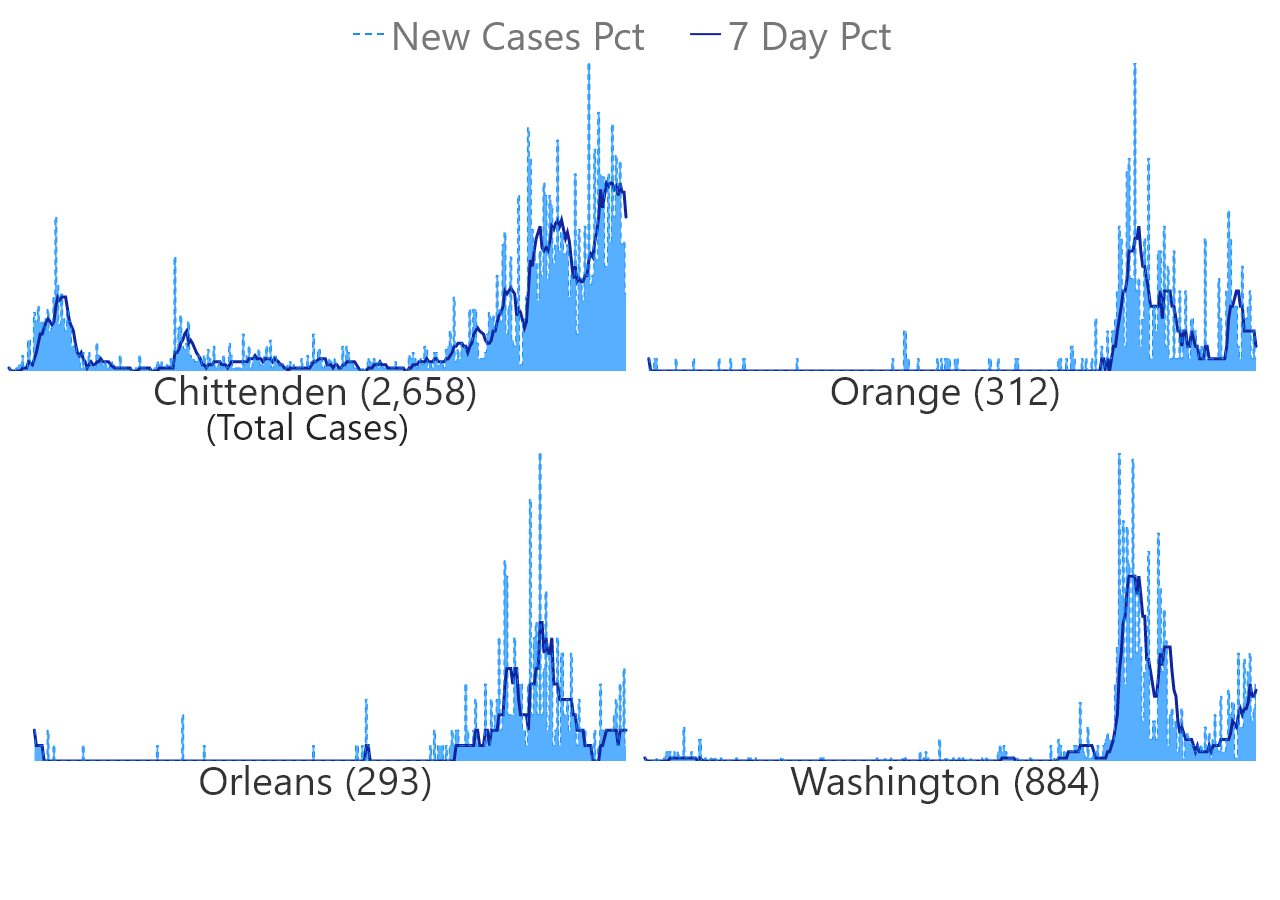 New Cases Pct 7 Day Pct
Chittenden (2,658)
(Total Cases)
Orange (312)
Orleans (293)
Washington (884)